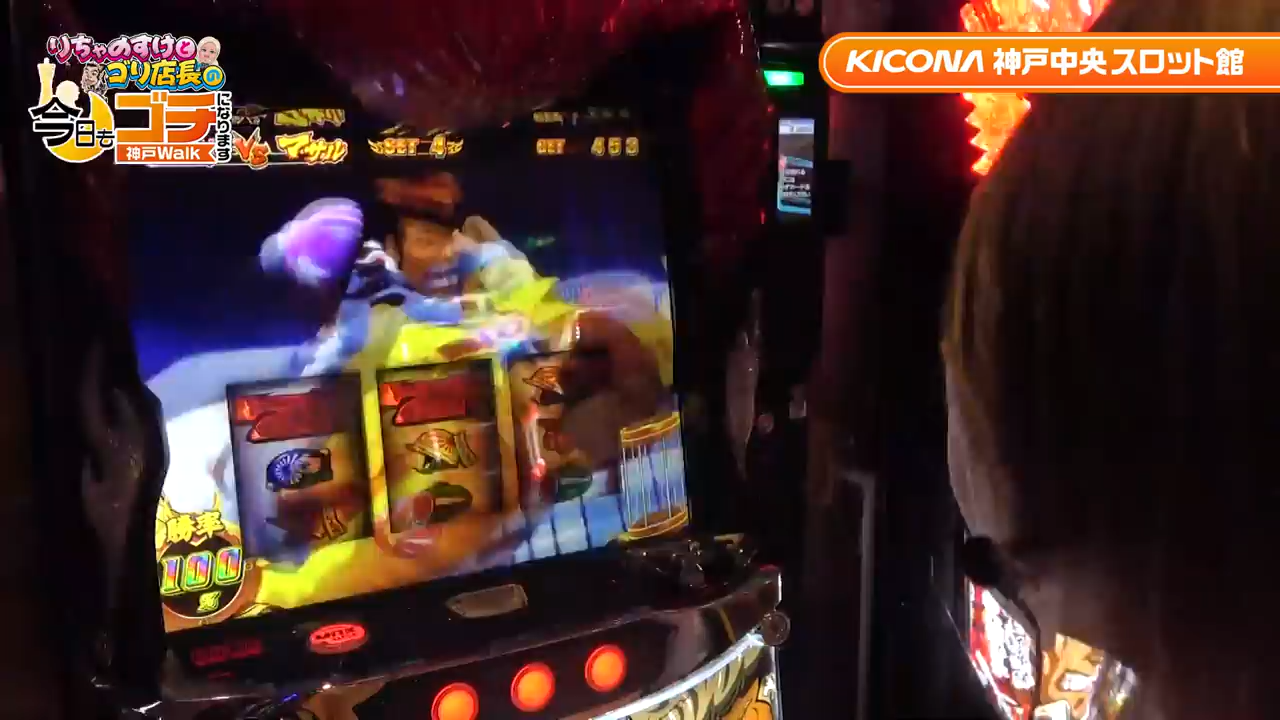 りちゃのすけと
ゴリ店長の
今日も ゴチ になります
神戸Walk
KICONA 神戸中央スロット館
VS マサル
SET 4
GET 459
勝率
100
%
MAX